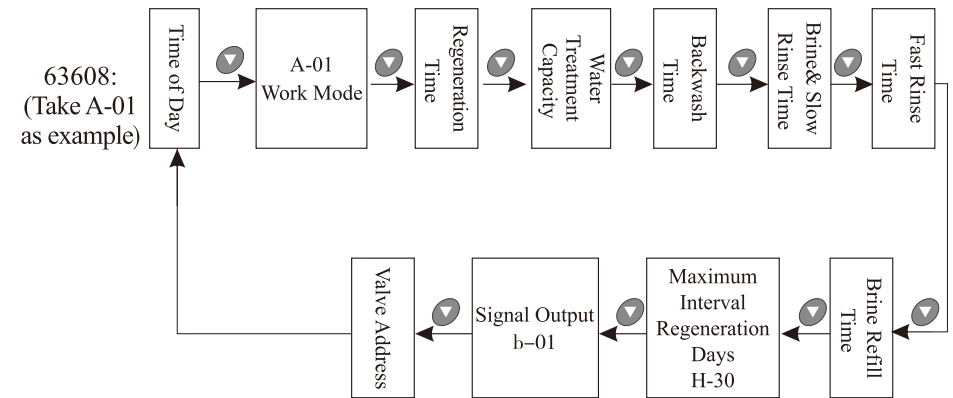 63608:
(Take A-01
as example)
Time of Day
A-01
Work Mode
Regeneration
Time
Water
Treatment
Capacity
Backwash
Time
Brine& Slow
Rinse Time
Fast Rinse
Time
Brine Refill
Time
Maximum
Interval
Regeneration
Days
H-30
Signal Output
b–01
Valve Address